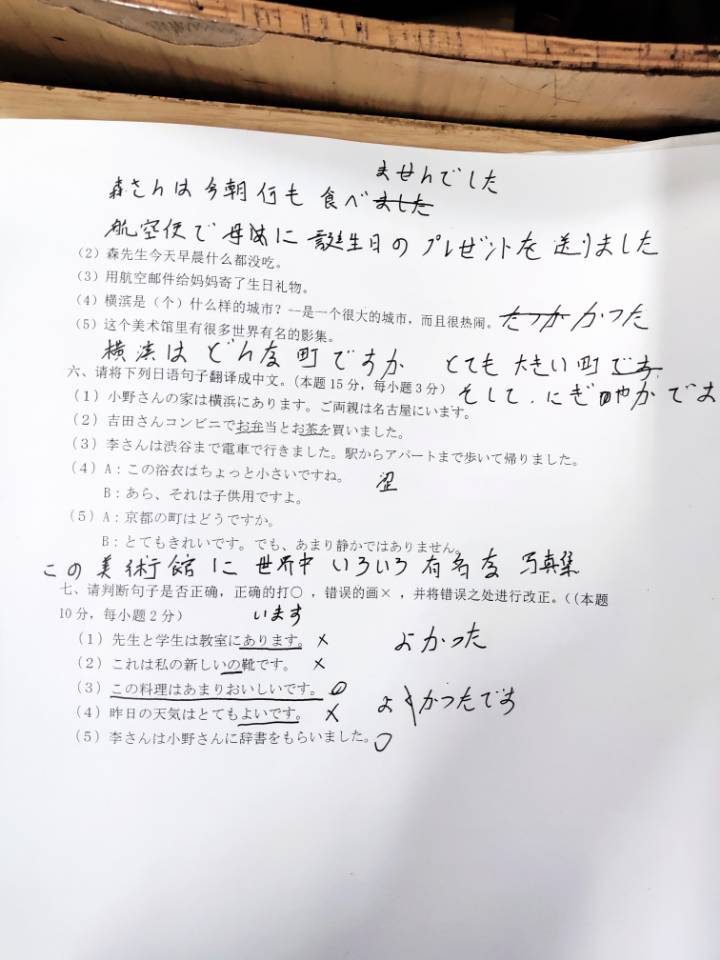 ませんでした
森さんは今朝何も食べました
航空便で母に誕生日のプレゼントを送りました
(2)森先生今天早晨什么都没吃。
(3)用航空邮件给妈妈寄了生日礼物。
(4)横滨是(个)什么样的城市?—是一个很大的城市,而且很热闹。
かった
(5)这个美术馆里有很多世界有名的影集。
横浜はどんな町ですか とても大きい町です
六、请将下列日语句子翻译成中文。(本题15分,每小题3分)
そして、にぎやかです
(1)小野さんの家は横浜にあります。ご両親は名古屋にいます。
(2)吉田さんコンビニでお弁当とお茶を買いました。
(3)李さんは渋谷まで電車で行きました。駅からアパートまで歩いて帰りました。
(4)A:この浴衣はちょっと小さいですね。
B:あら、それは子供用ですよ。
(5)A:京都の町はどうですか。
B:とてもきれいです。でも、あまり静かではありません。
この美術館に世界中いろいろ有名な写真集
七、请判断句子是否正确,正确的打○,错误的画×,并将错误之处进行改正。((本题
10分,每小题2分)
います
(1)先生と学生は教室にあります。×
よかった
(2)これは私の新しいの靴です。×
(3)この料理はあまりおいしいです。○
(4)昨日の天気はとてもよいです。×
よかったです
(5)李さんは小野さんに辞書をもらいました。○